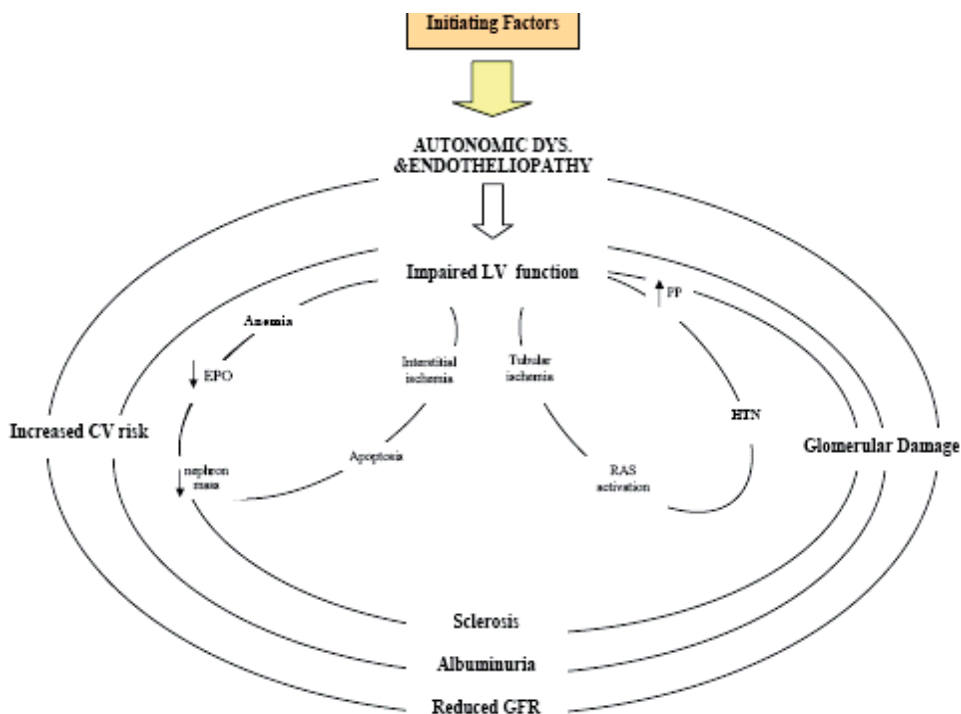 Initiating Factors
AUTONOMIC DYS.
&ENDOTHELIOPATHY
Impaired LV function
PP
Anemia
EPO
Interstitial
ischemia
Tubular
ischemia
HTN
Increased CV risk
Glomerular Damage
Apoptosis
nephron
mass
RAS
activation
Sclerosis
Albuminuria
Reduced GFR